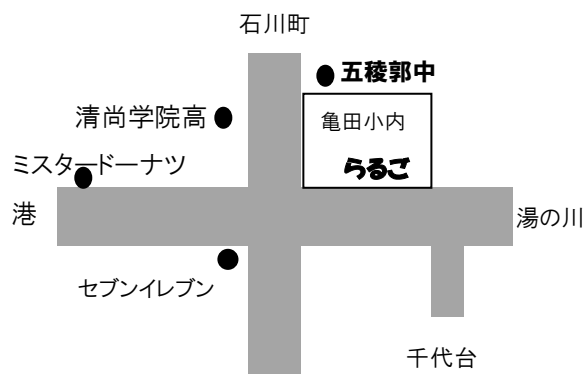 石川町
五稜郭中
清尚学院高
亀田小内
ミスタードーナツ
らるご
港
湯の川
セブンイレブン
千代台